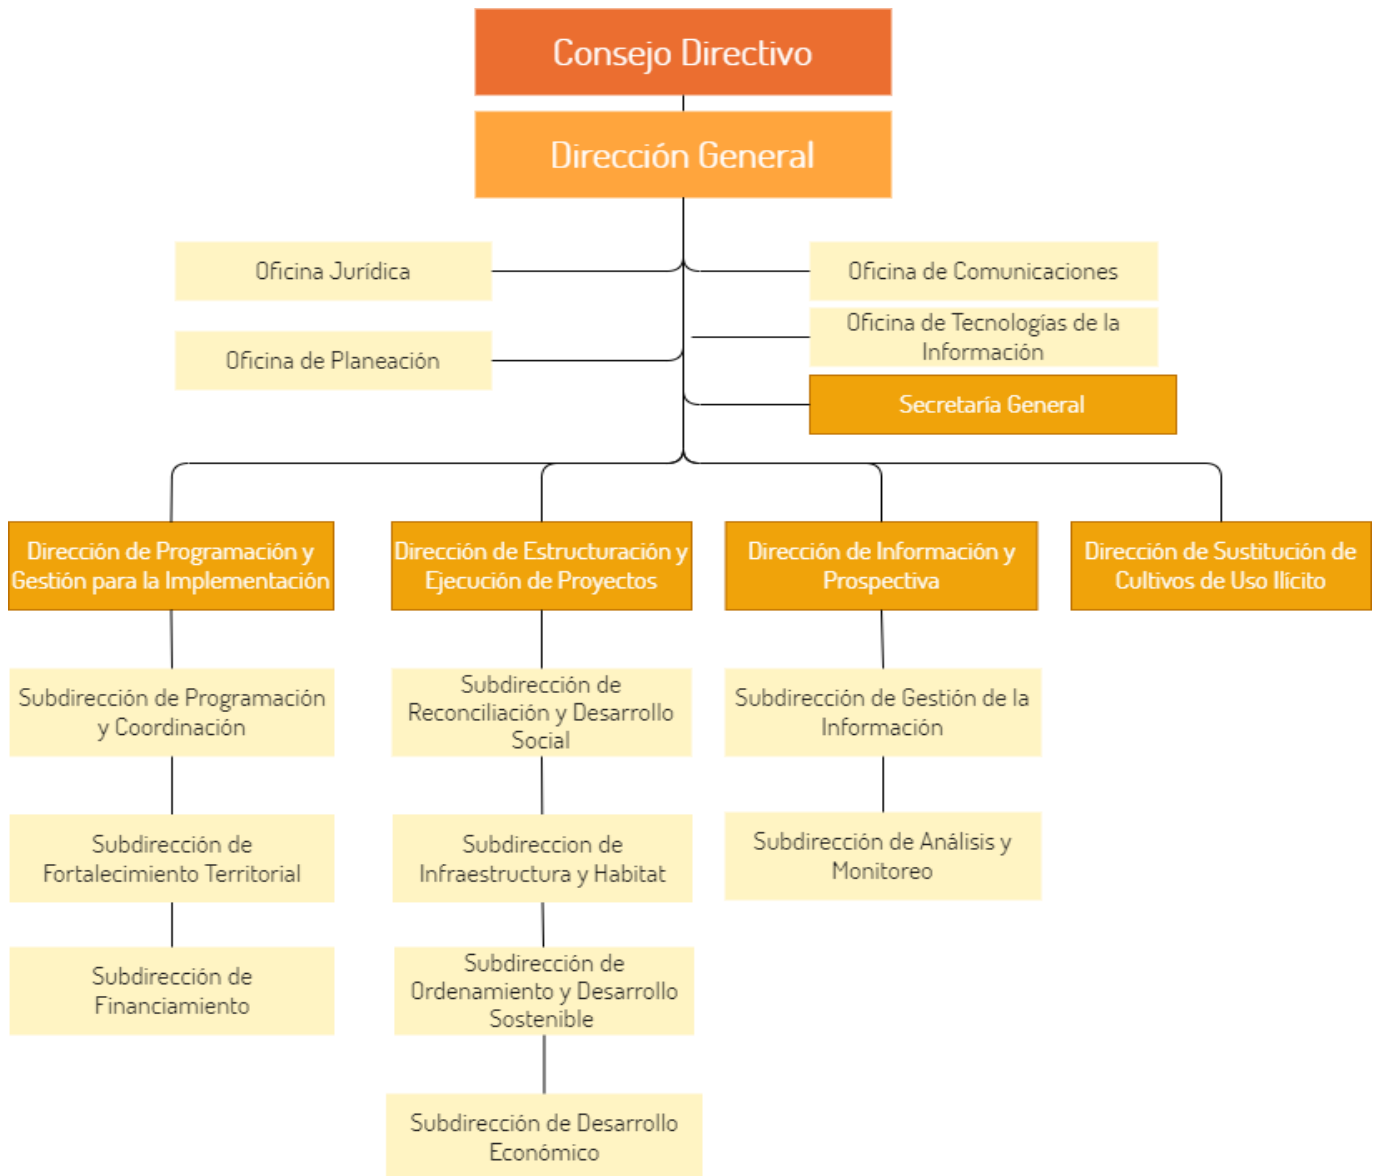 Consejo Directivo
Dirección General
Oficina Jurídica
Oficina de Comunicaciones
Oficina de Tecnologías de la
Información
Oficina de Planeación
Secretaría General
Dirección de Programación y
Gestión para la Implementación
Dirección de Estructuración y
Ejecución de Proyectos
Dirección de Información y
Prospectiva
Dirección de Sustitución de
Cultivos de Uso Ilícito
Subdirección de Programación
y Coordinación
Subdirección de
Reconciliación y Desarrollo
Social
Subdirección de Gestión de la
Información
Subdirección de
Fortalecimiento Territorial
Subdireccion de
Infraestructura y Habitat
Subdirección de Análisis y
Monitoreo
Subdirección de
Financiamiento
Subdirección de
Ordenamiento y Desarrollo
Sostenible
Subdirección de Desarrollo
Económico